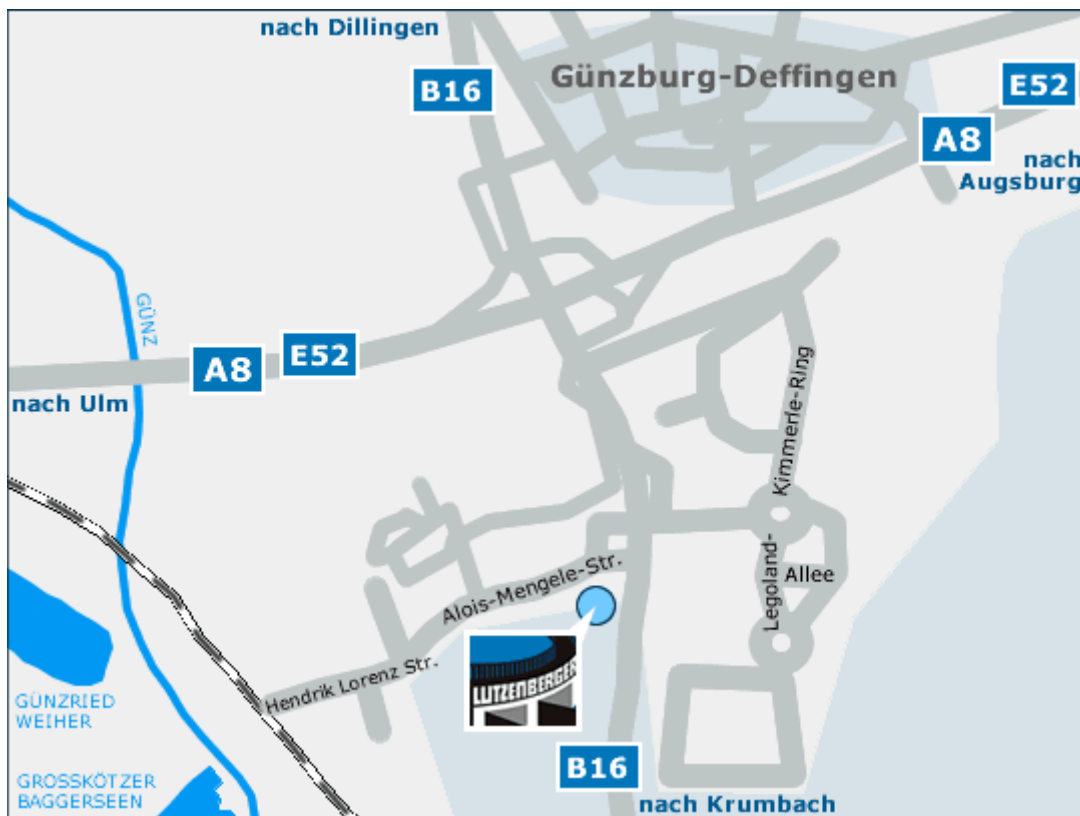 nach Dillingen
B16
Günzburg-Deffingen
E52
A8
nach
Augsburg
GÜNZ
A8
E52
nach Ulm
Kimmerle-Ring
Legoland-
Allee
Alois-Mengele-Str.
Hendrik Lorenz Str.
LUTZENBERGER
GÜNZRIED
WEIHER
GROSSKÖTZER
BAGGERSEEN
B16
nach Krumbach